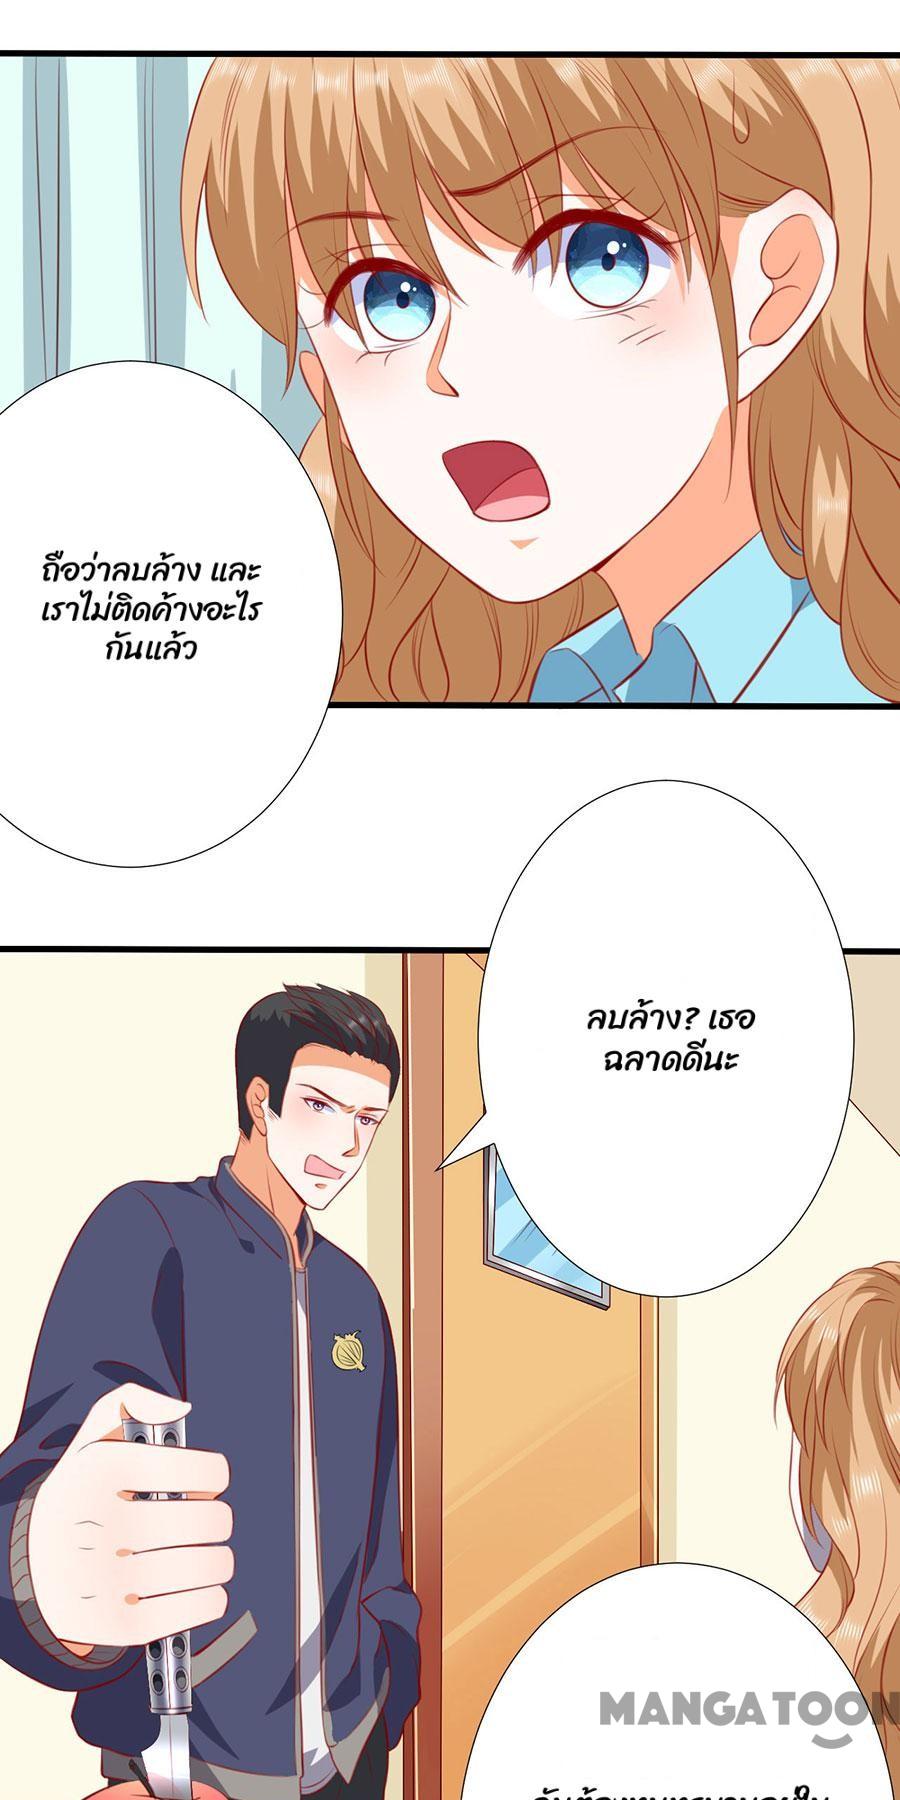 ถือว่าลบล้าง และ
เราไม่ติดค้างอะไร
กันแล้ว
ลบล้าง? เธอ
ฉลาดดีนะ
MANGATOON